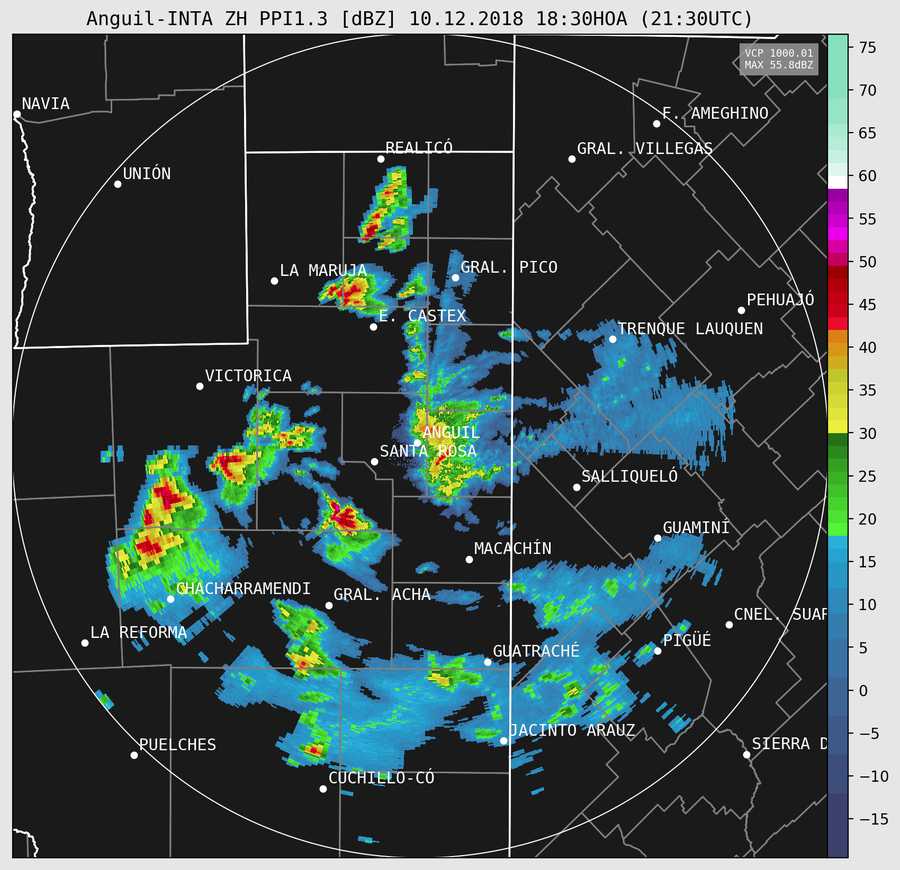 Anguil-INTA ZH PPI1.3 [dBZ] 10.12.2018 18:30HOA (21:30UTC)
VCP 1000.01
MAX 55.8dBZ
NAVIA
F. AMEGHINO
REALICÓ
GRAL. VILLEGAS
UNIÓN
LA MARUJA
GRAL. PICO
PEHUAJÓ
E. CASTEX
TRENQUE LAUQUEN
VICTORICA
ANGUIL
SANTA ROSA
SALLIQUELÓ
GUAMINÍ
MACACHÍN
CHACHARRAMENDI
GRAL. ACHA
CNEL. SUAR
LA REFORMA
PIGÜÉ
GUATRACHÉ
JACINTO ARAUZ
PUELCHES
SIERRA D
CUCHILLO-CÓ
75
70
65
60
55
50
45
40
35
30
25
20
15
10
5
0
−5
−10
−15